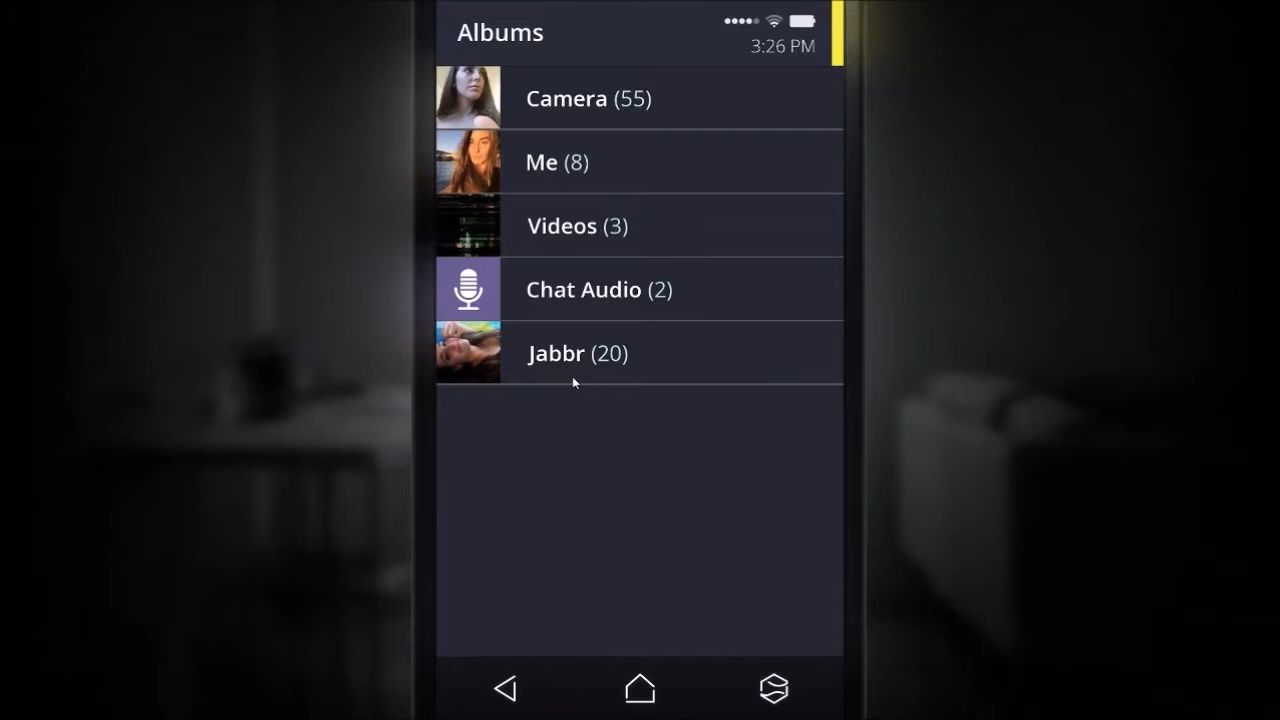 Albums
3:26 PM
Camera (55)
Me (8)
Videos (3)
Chat Audio (2)
Jabbr (20)